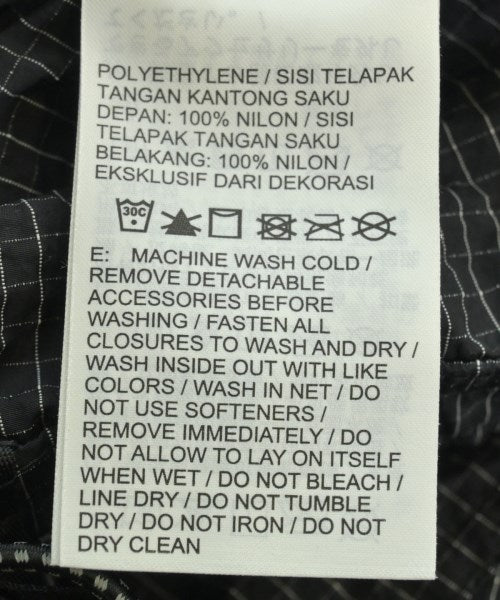 POLYETHYLENE / SISI TELAPAK
TANGAN KANTONG SAKU
DEPAN: 100% NILON / SISI
TELAPAK TANGAN SAKU
BELAKANG: 100% NILON /
EKSKLUSIF DARI DEKORASI
30C
E: MACHINE WASH COLD /
REMOVE DETACHABLE
ACCESSORIES BEFORE
WASHING / FASTEN ALL
CLOSURES TO WASH AND DRY /
WASH INSIDE OUT WITH LIKE
COLORS / WASH IN NET / DO
NOT USE SOFTENERS /
REMOVE IMMEDIATELY / DO
NOT ALLOW TO LAY ON ITSELF
WHEN WET / DO NOT BLEACH /
LINE DRY / DO NOT TUMBLE
DRY / DO NOT IRON / DO NOT
DRY CLEAN